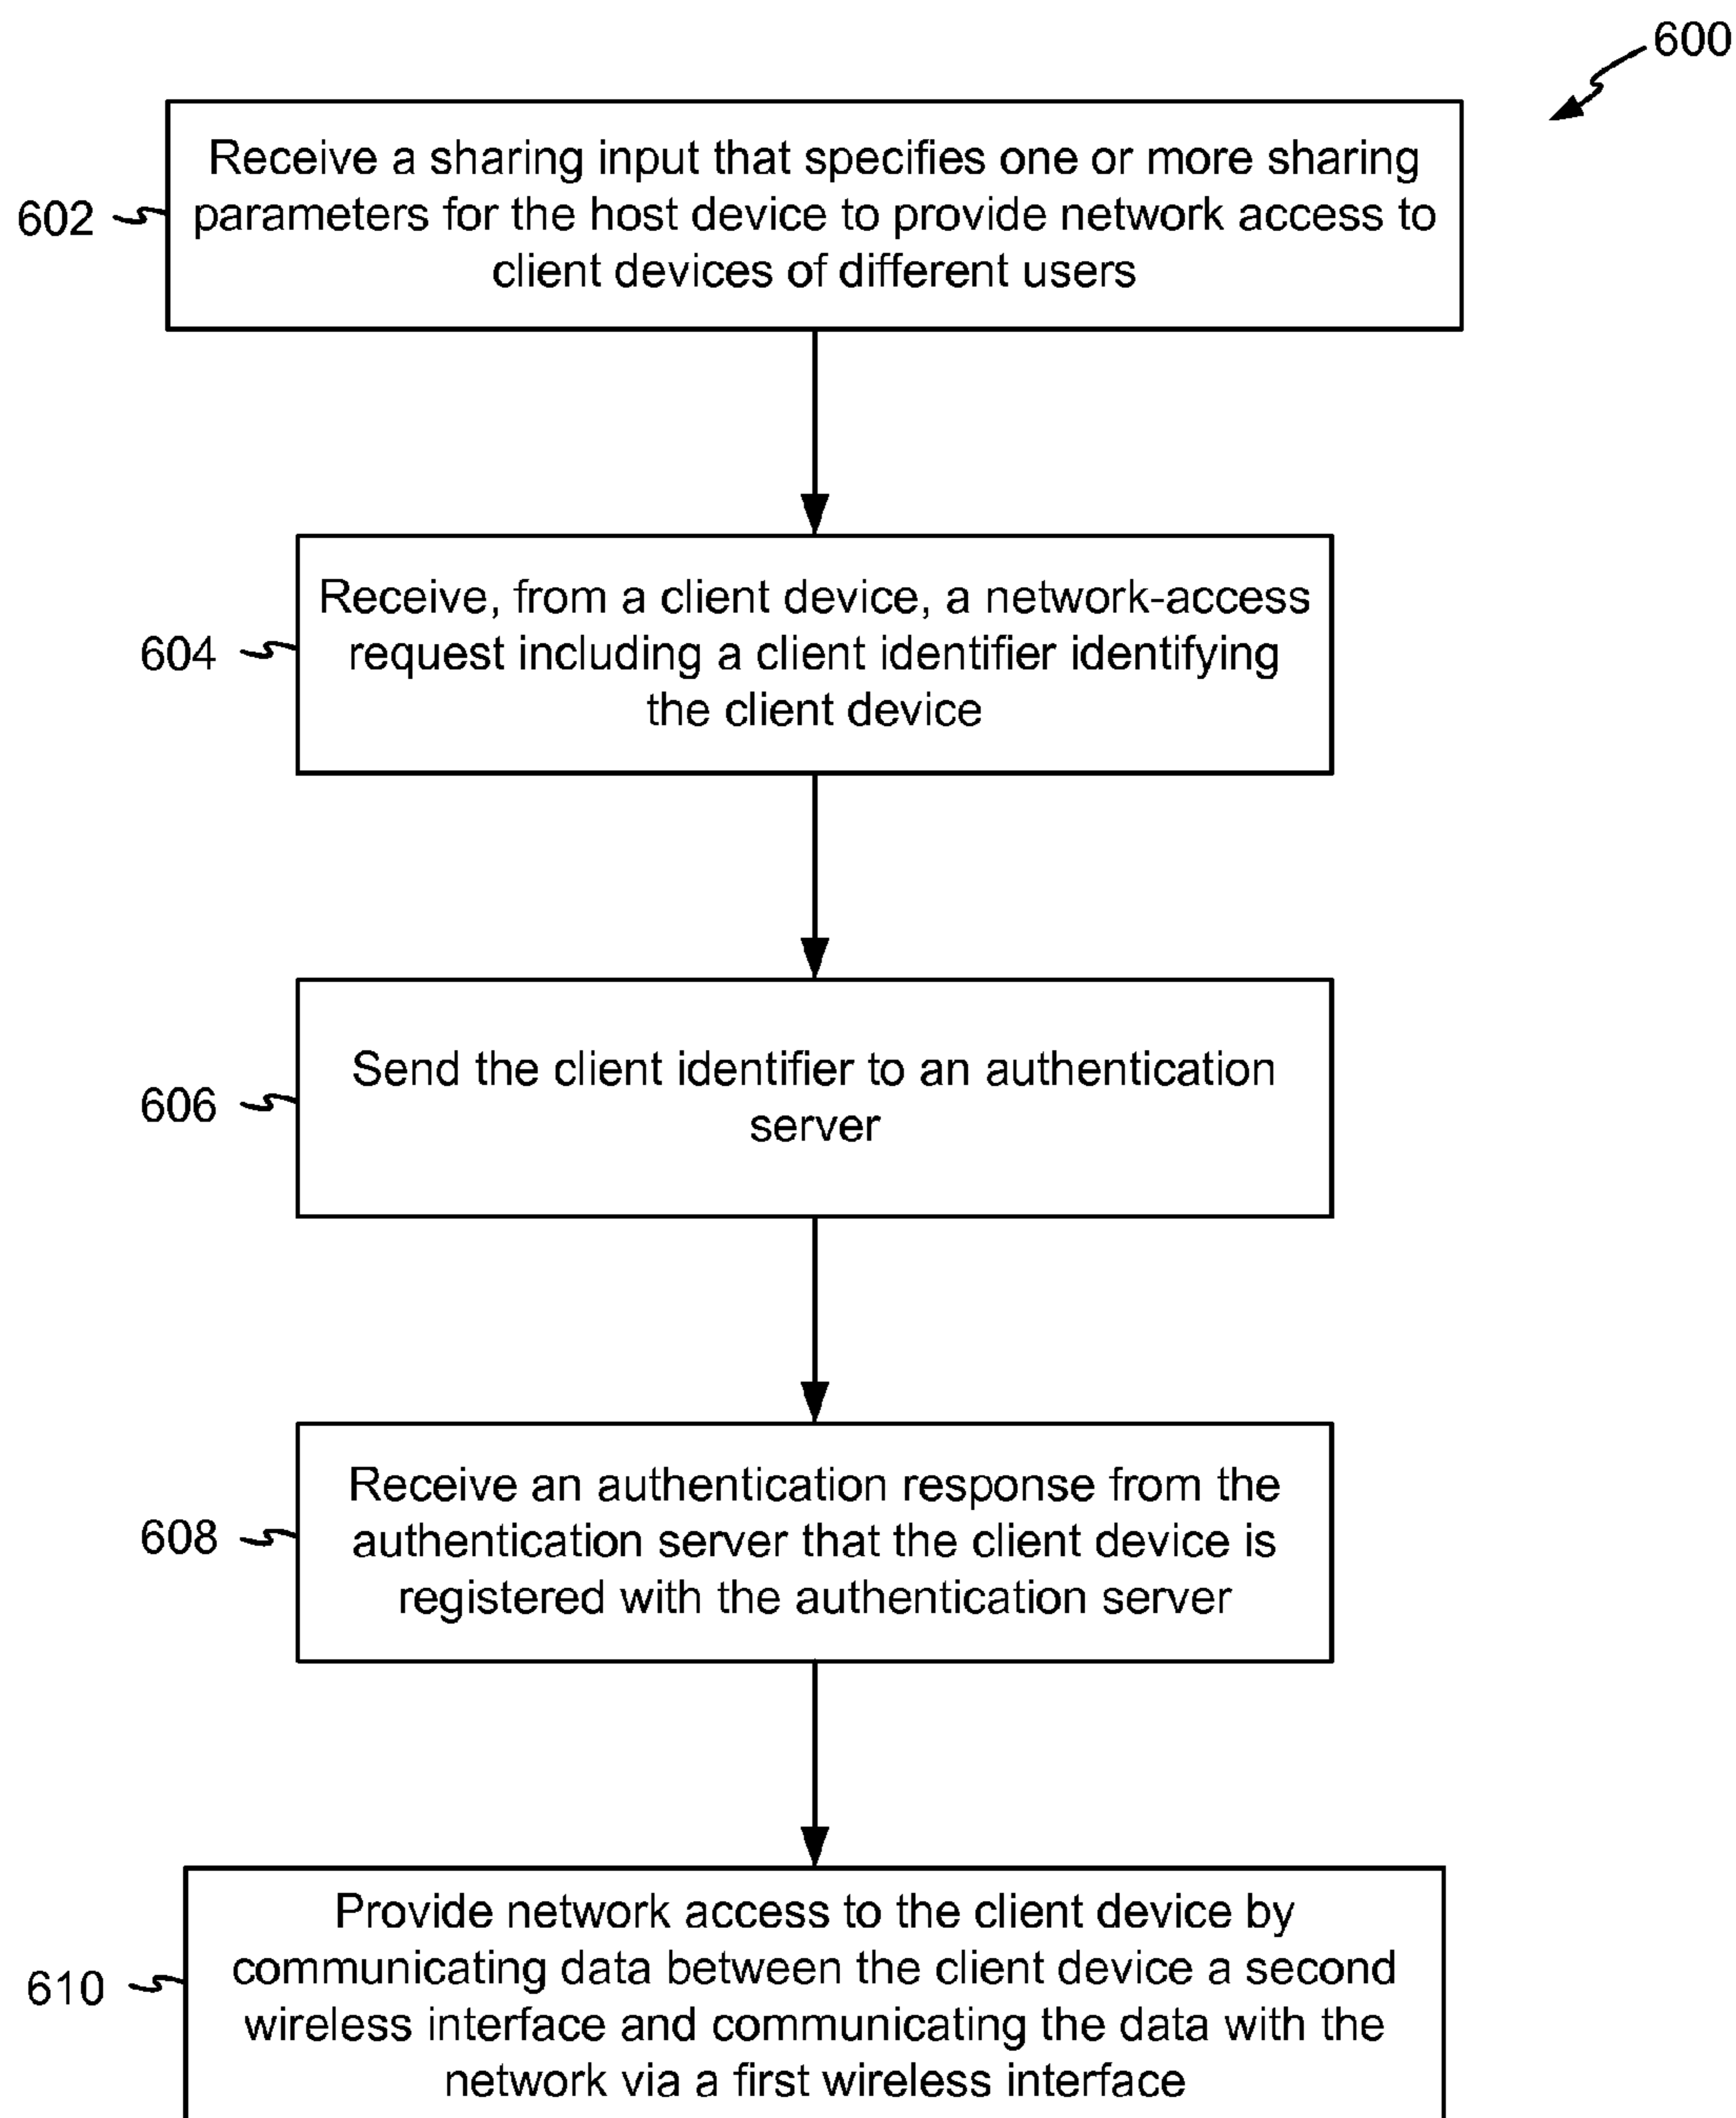 600
Receive a sharing input that specifies one or more sharing
602
parameters for the host device to provide network access to
client devices of different users
Receive, from a client device, a network-access
604
request including a client identifier identifying
the client device
Send the client identifier to an authentication
606
server
Receive an authentication response from the
608
authentication server that the client device is
registered with the authentication server
Provide network access to the client device by
communicating data between the client device a second
610
wireless interface and communicating the data with the
network via a first wireless interface